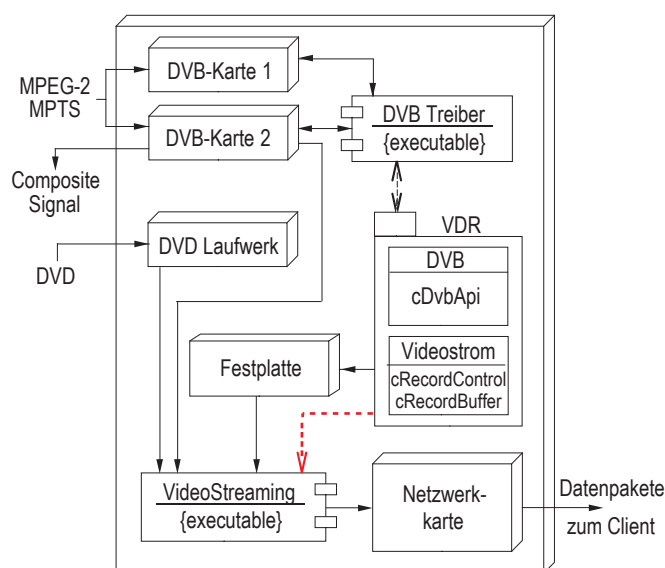 DVB-Karte 1
MPEG-2
MPTS
DVB-Karte 2
DVB Treiber
{executable}
Composite
Signal
VDR
DVD Laufwerk
DVD
DVB
cDvbApi
Festplatte
Videostrom
cRecordControl
cRecordBuffer
VideoStreaming
{executable}
Netzwerk-
karte
Datenpakete
zum Client